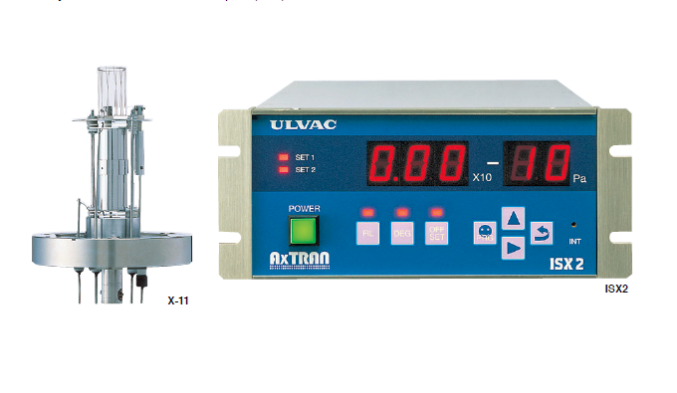 ULVAC
SET 1
SET 2
0.00
X10
-10
Pa
POWER
FIL
DEG
OFF
SET
INT
AxTRAN
ISX 2
X-11
ISX2